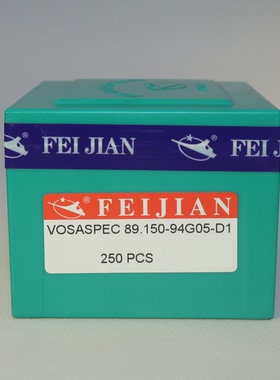 FEI JIAN
FEI JIAN
FEIJIAN
VOSASPEC 89.150-94G05-D1
250 PCS